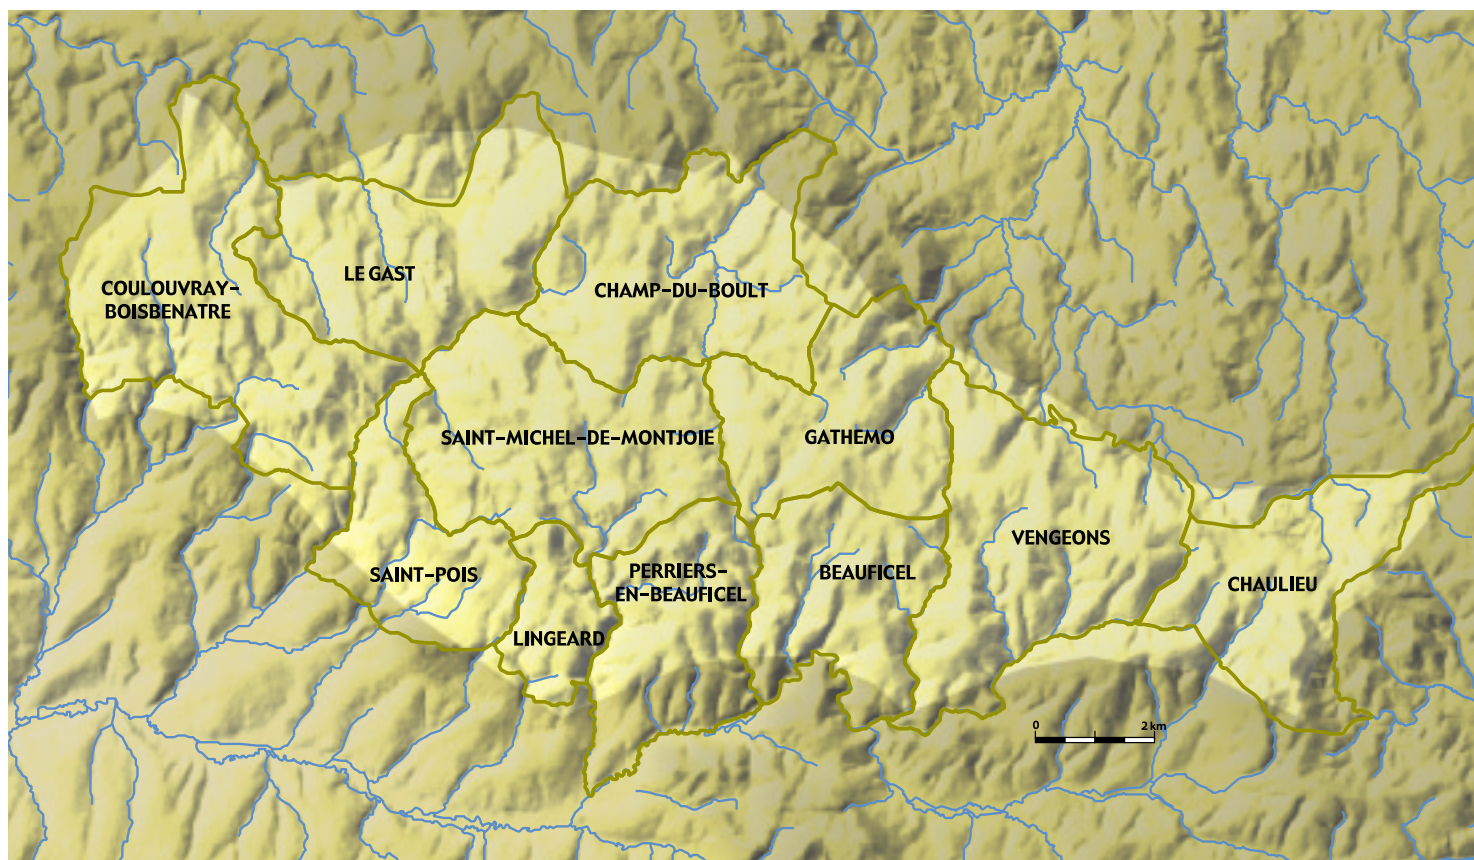 LE GAST
COULOUVRAY-
BOISBENATRE
CHAMP-DU-BOULT
SAINT-MICHEL-DE-MONTJOIE
GATHEMO
VENGEONS
SAINT-POIS
PERRIERS-
EN-BEAUFICEL
BEAUFICEL
CHAULIEU
LINGEARD
0 2 km